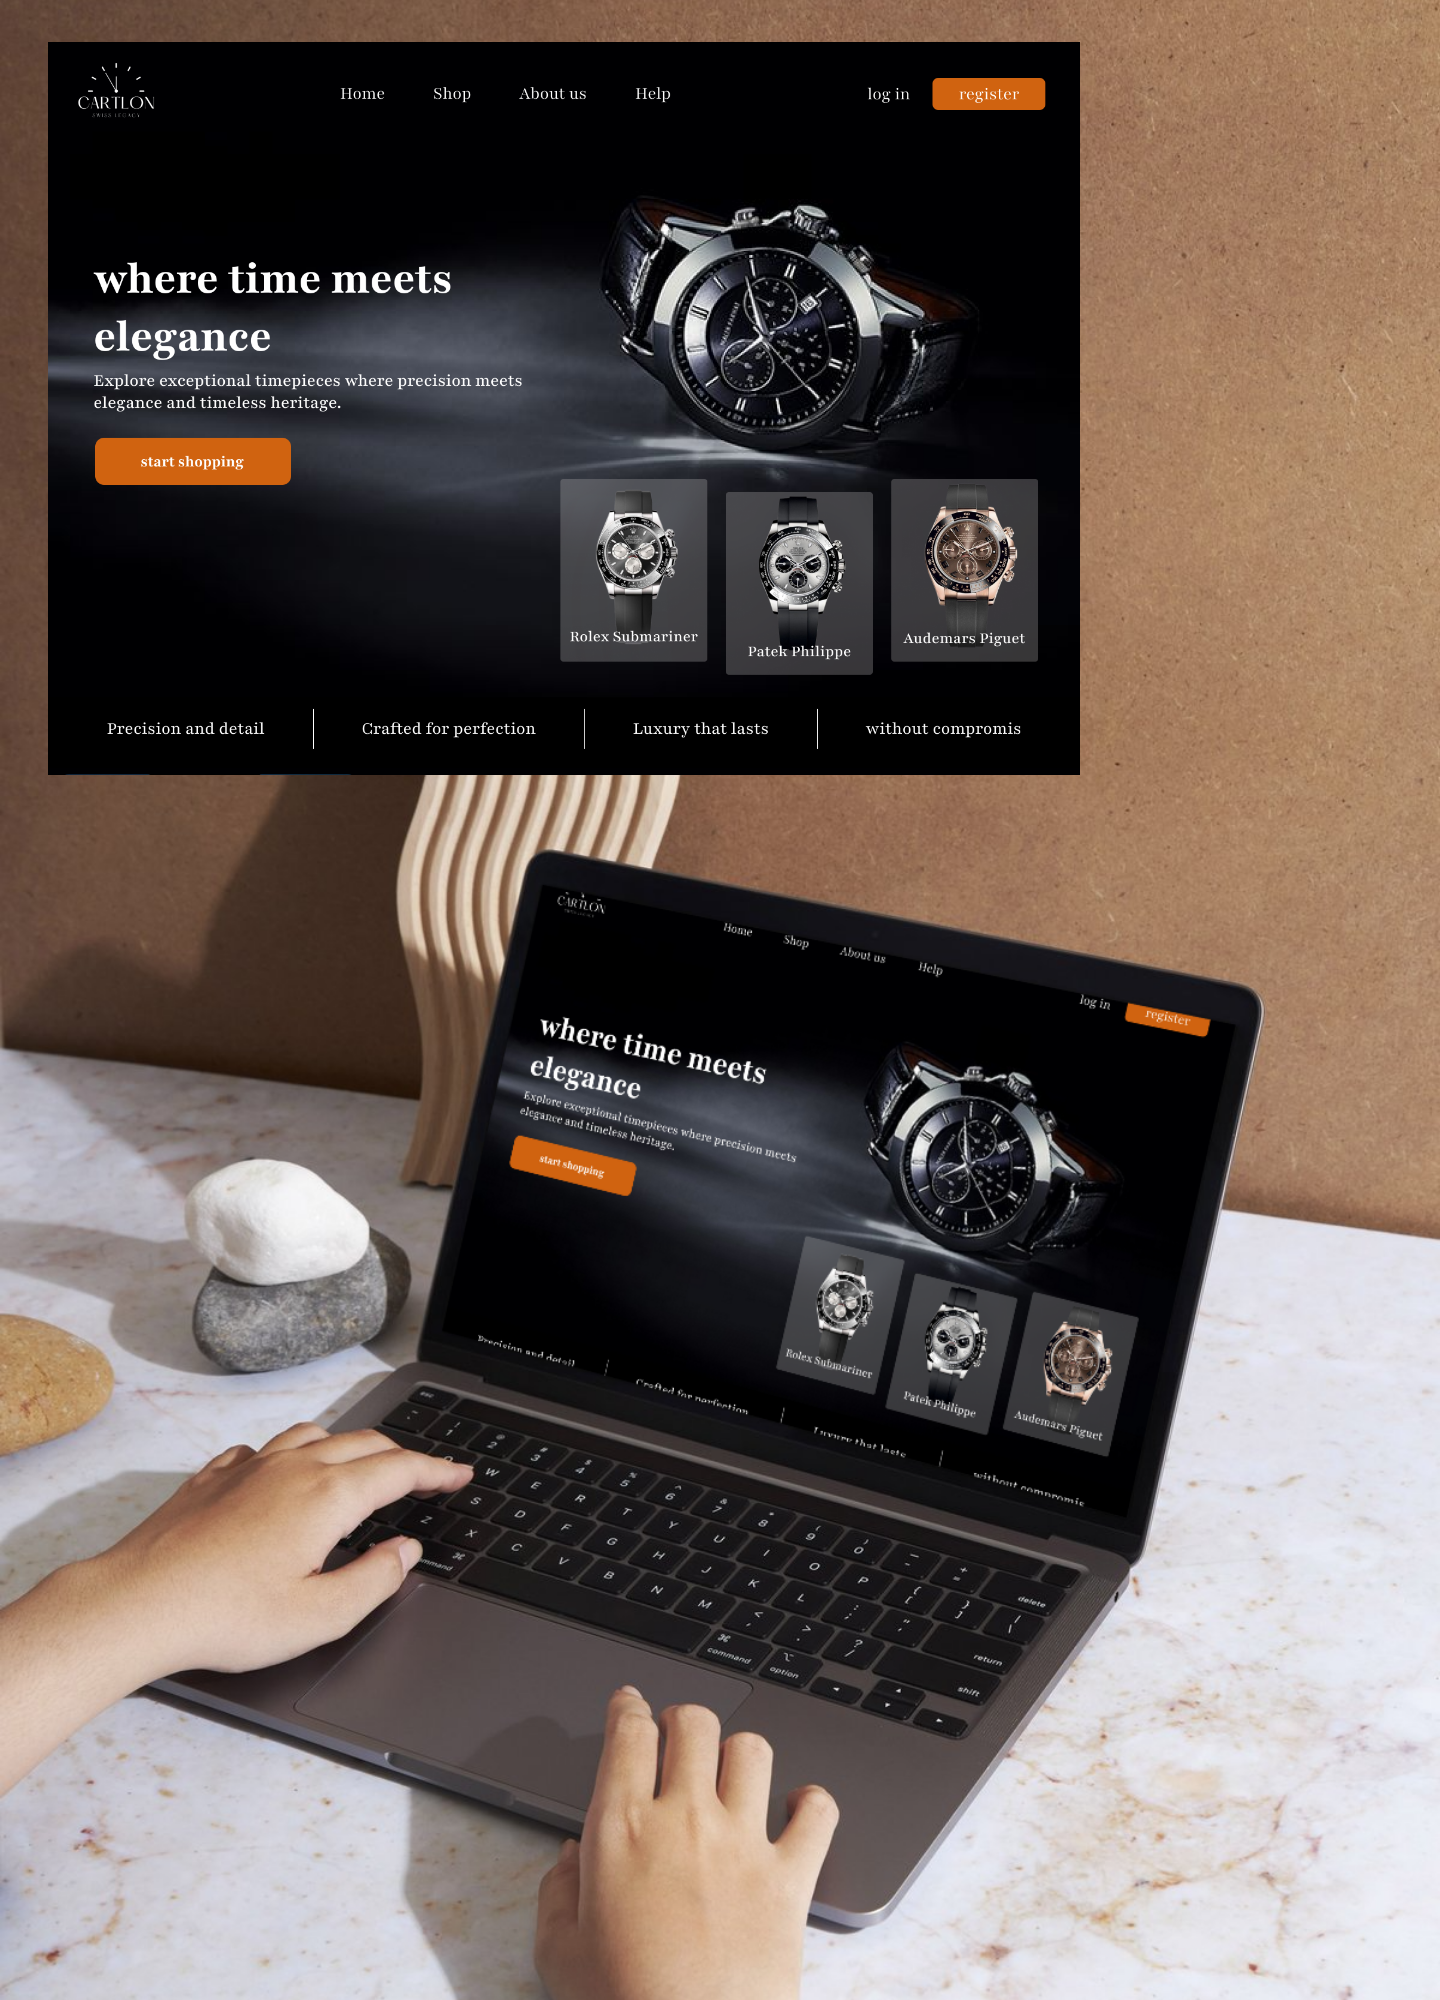 CARTLON
SWISS LEGACY
Home
Shop
About us
Help
log in
register
where time meets
elegance
Explore exceptional timepieces where precision meets
elegance and timeless heritage.
start shopping
Rolex Submariner
Patek Philippe
Audemars Piguet
Precision and detail
Crafted for perfection
Luxury that lasts
without compromis
CARTLON
Home
Shop
About us
Help
log in
register
where time meets
elegance
Explore exceptional timepieces where precision meets
elegance and timeless heritage.
start shopping
Rolex Submariner
Patek Philippe
Audemars Piguet
Precision and detail
Crafted for perfection
Luxury that lasts
without compromis
esc
1 2 3 4 5 6 7 8 9 0
delete
W E R T Y U I O P
S D F G H J K L
return
Z X C V B N M
shift
command
command
option